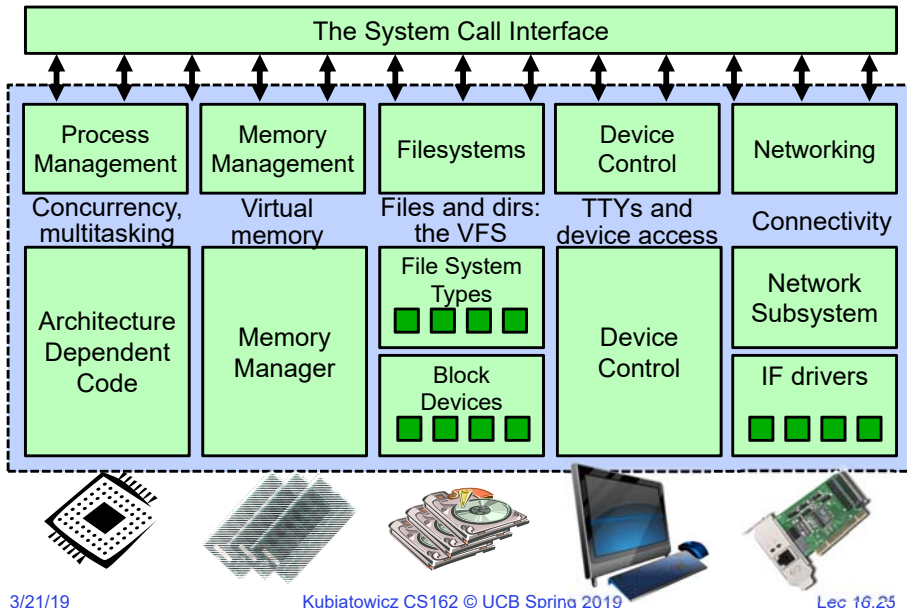 The System Call Interface
Process
Management
Memory
Management
Filesystems
Device
Control
Networking
Concurrency,
multitasking
Virtual
memory
Files and dirs:
the VFS
TTYs and
device access
Connectivity
Architecture
Dependent
Code
Memory
Manager
File System
Types
Block
Devices
Device
Control
Network
Subsystem
IF drivers
3/21/19
Kubiatowicz CS162 © UCB Spring 2019
Lec 16.25